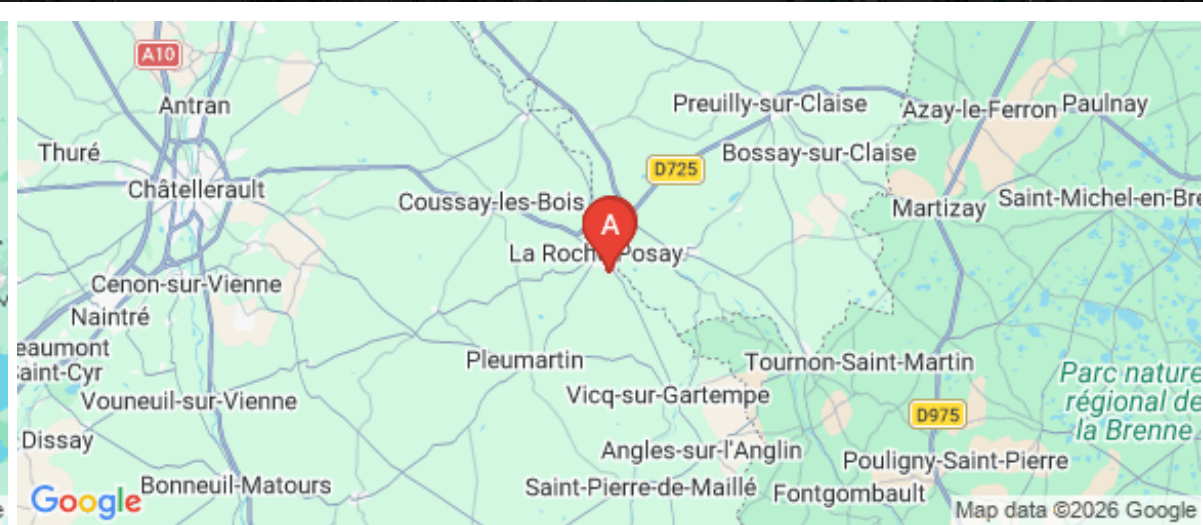 A10
Antran
Preuilly-sur-Claise
Azay-le-Ferron
Paulnay
Thuré
Bossay-sur-Claise
D725
Châtellerault
Coussay-les-Bois
Saint-Michel-en-Bre
Martizay
A
La Roche-Posay
Cenon-sur-Vienne
Naintré
eaumont
Saint-Cyr
Pleumartin
Tournon-Saint-Martin
Parc nature
régional de
la Brenne
Vicq-sur-Gartempe
Vouneuil-sur-Vienne
D975
Dissay
Angles-sur-l'Anglin
Pouligny-Saint-Pierre
Bonneuil-Matours
Saint-Pierre-de-Maillé
Fontgombault
Google
Map data ©2026 Google